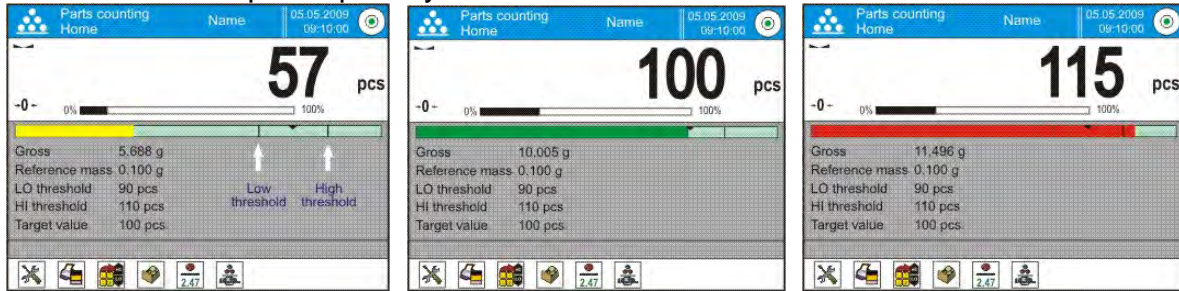 Parts counting Name 05.05.2009
Home 09:10:00
57 pcs
-0- 0% 100%
Gross 5,688 g
Reference mass 0.100 g
LO threshold 90 pcs
HI threshold 110 pcs
Target value 100 pcs
Low threshold
High threshold
2.47
Parts counting Name 05.05.2009
Home 09:10:00
100 pcs
-0- 0% 100%
Gross 10,005 g
Reference mass 0.100 g
LO threshold 90 pcs
HI threshold 110 pcs
Target value 100 pcs
2.47
Parts counting Name 05.05.2009
Home 09:10:00
115 pcs
-0- 0% 100%
Gross 11,496 g
Reference mass 0.100 g
LO threshold 90 pcs
HI threshold 110 pcs
Target value 100 pcs
2.47